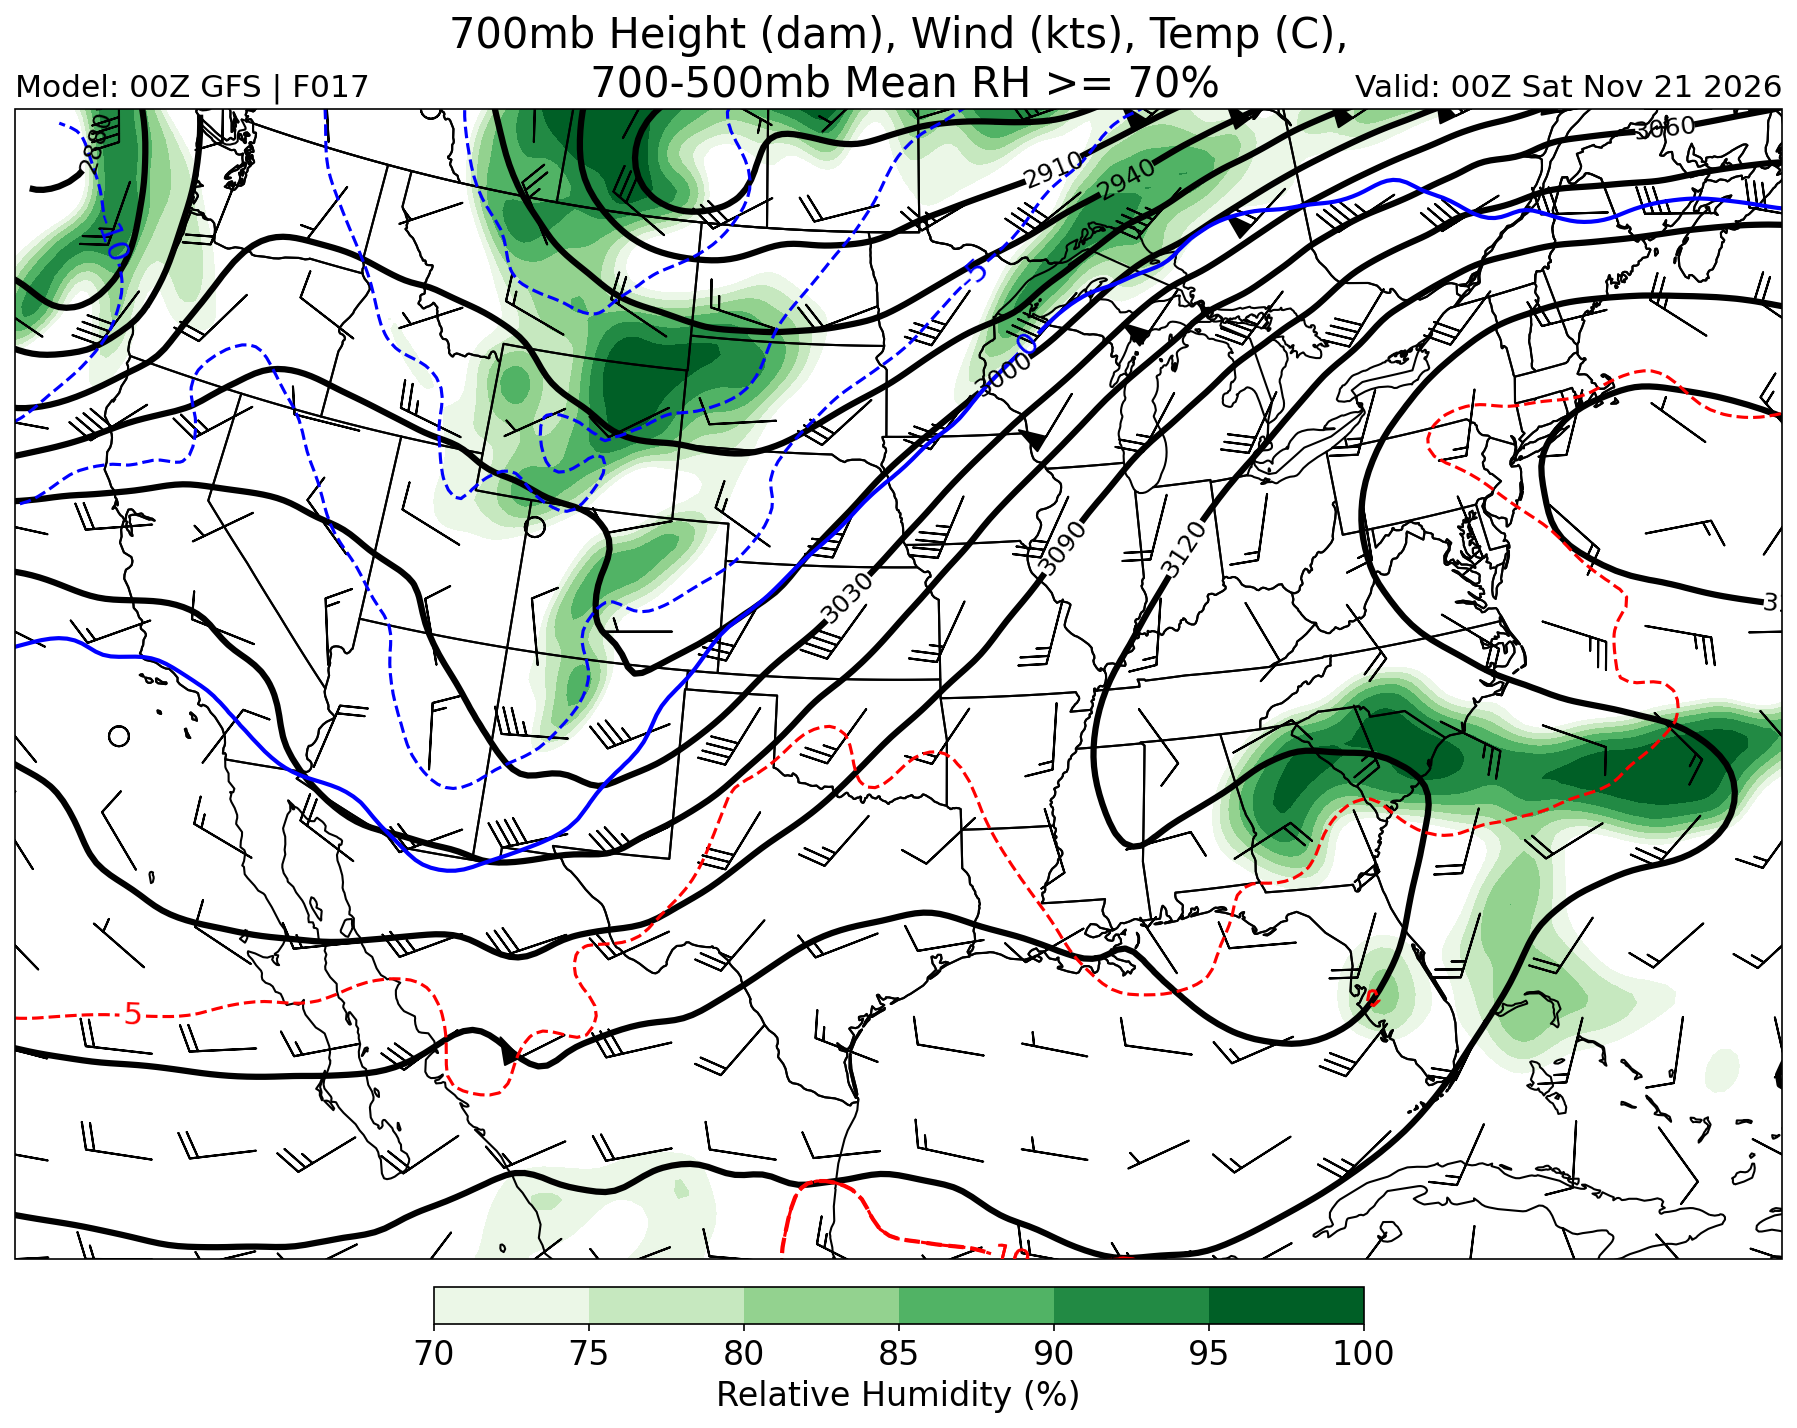 700mb Height (dam), Wind (kts), Temp (C),
Model: 00Z GFS | F017
700-500mb Mean RH >= 70%
Valid: 00Z Sat Nov 21 2026
2880
3060
2910
2940
10
5
0
3000
3090
3120
3030
5
10
70 75 80 85 90 95 100
Relative Humidity (%)